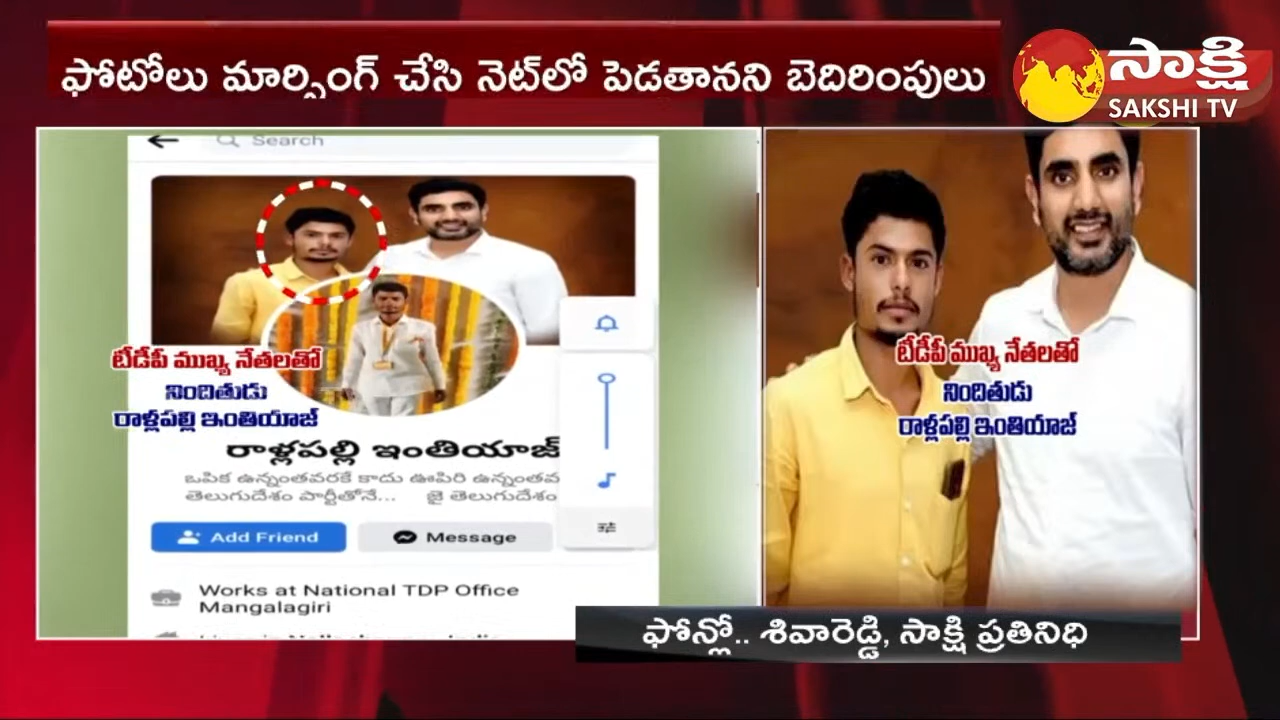 ఫోటోలు మార్ఫింగ్ చేసి నెట్‌లో పెడతానని బెదిరింపులు
సాక్షి
SAKSHI TV
Search
టీడీపీ ముఖ్య నేతలతో
నిందితుడు
రాళ్లపల్లి ఇంతియాజ్
రాళ్లపల్లి ఇంతియాజ్
ఒపిక ఉన్నంతవరకే కాదు ఊపిరి ఉన్నంతవ
తెలుగుదేశం పార్టీతోనే... జై తెలుగుదేశం
Add Friend
Message
Works at National TDP Office
Mangalagiri
టీడీపీ ముఖ్య నేతలతో
నిందితుడు
రాళ్లపల్లి ఇంతియాజ్
ఫోన్లో.. శివారెడ్డి, సాక్షి ప్రతినిధి